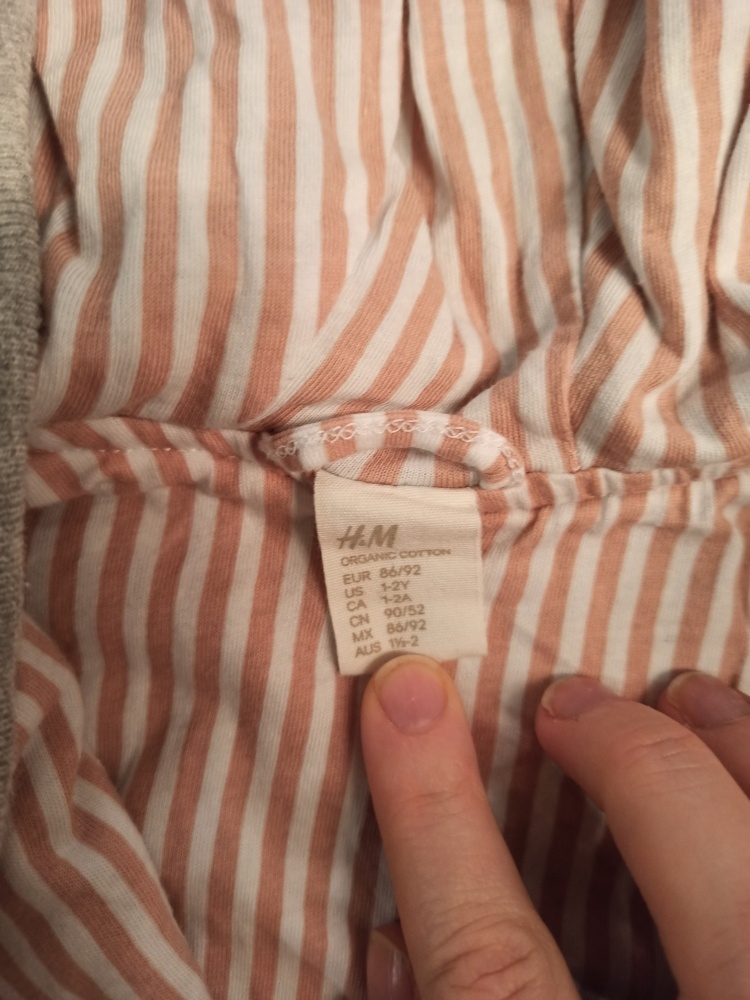 H&M
ORGANIC COTTON
EUR 86/92
US 1-2Y
CA 1-2A
CN 90/52
MX 86/92
AUS 1½-2